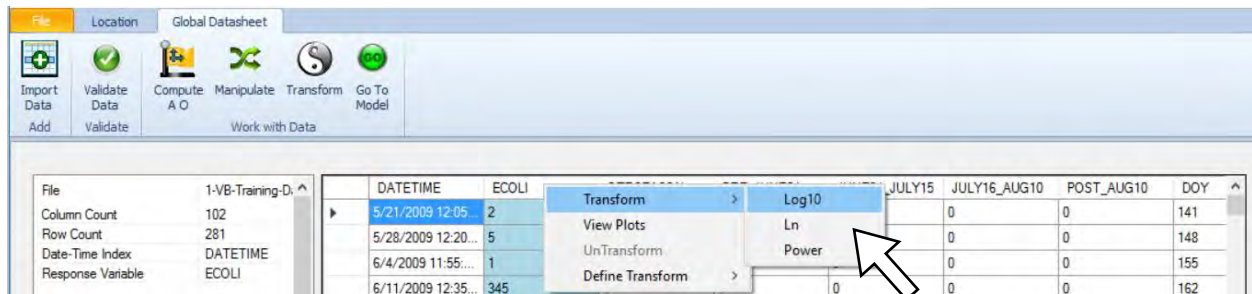 File Location Global Datasheet
Import Data Validate Data Compute A O Manipulate Transform Go To Model
Add Validate Work with Data
File 1-VB-Training-Da
Column Count 102
Row Count 281
Date-Time Index DATETIME
Response Variable ECOLI
DATETIME ECOLI JULY15 JULY16_AUG10 POST_AUG10 DOY
5/21/2009 12:05... 2 0 0 141
5/28/2009 12:20... 5 0 0 148
6/4/2009 11:55:... 1 0 0 155
6/11/2009 12:35... 345 0 0 0 162
Transform
View Plots
UnTransform
Define Transform
Log10
Ln
Power